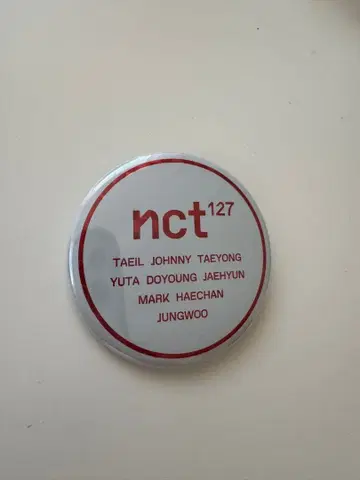 nct127
TAEIL JOHNNY TAEYONG
YUTA DOYOUNG JAEHYUN
MARK HAECHAN
JUNGWOO